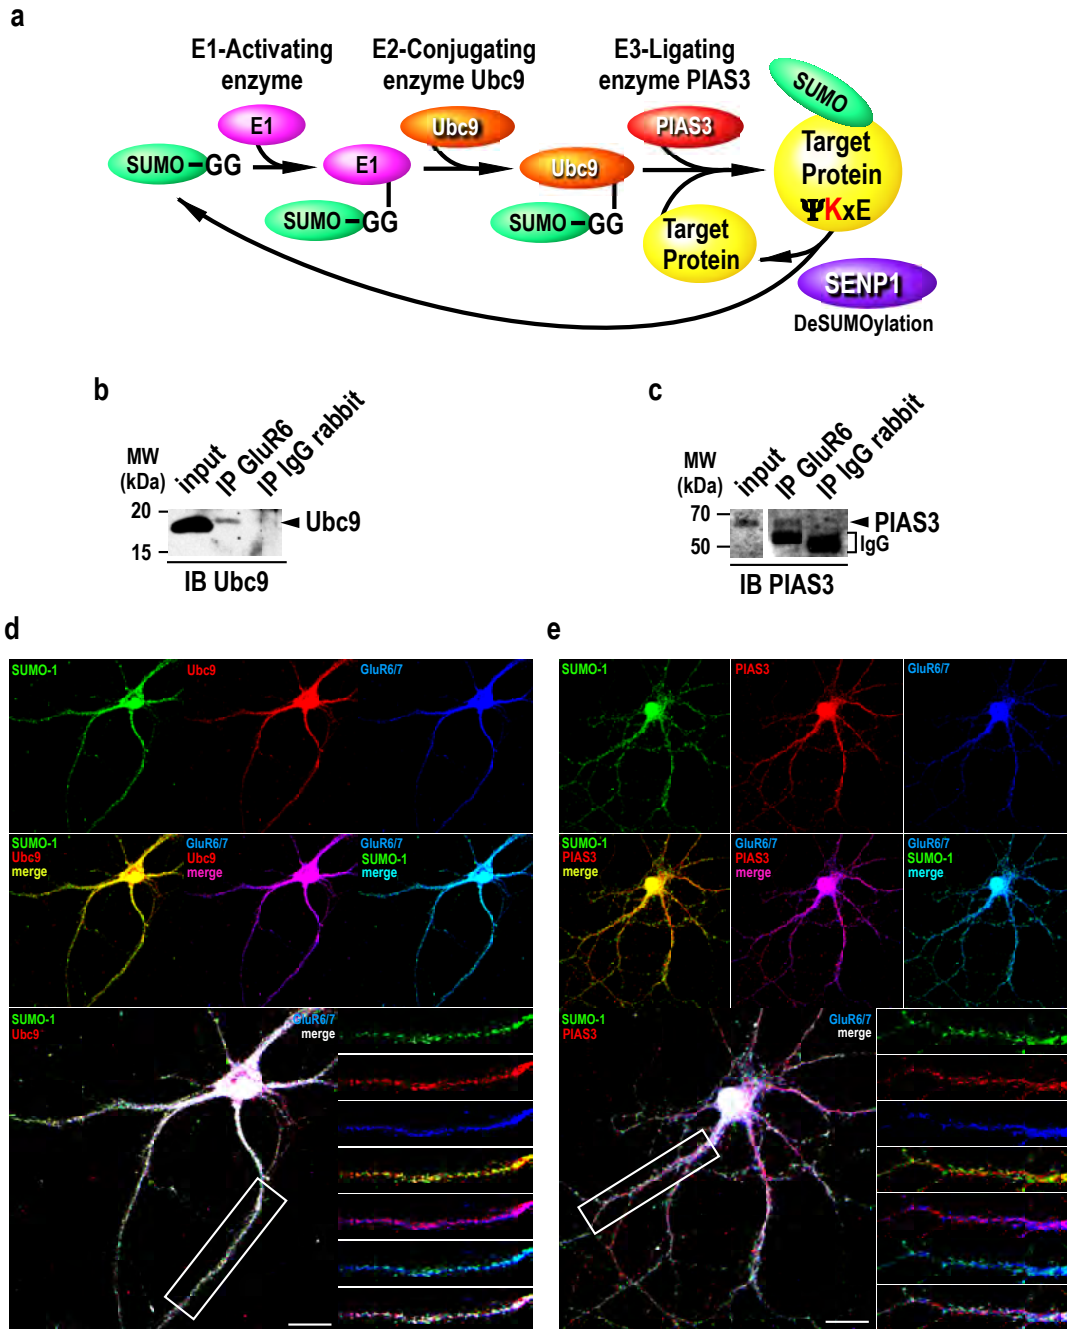 a
E1-Activating
enzyme
E2-Conjugating
enzyme Ubc9
E3-Ligating
enzyme PIAS3
SUMO
E1
Ubc9
PIAS3
Target
Protein
ΨKxE
SUMO–GG
E1
Ubc9
SUMO–GG
SUMO–GG
Target
Protein
SENP1
DeSUMOylation
b
MW
(kDa)
input
IP GluR6
IP IgG rabbit
20
15
Ubc9
IB Ubc9
c
MW
(kDa)
input
IP GluR6
IP IgG rabbit
70
50
PIAS3
IgG
IB PIAS3
d
SUMO-1
Ubc9
GluR6/7
SUMO-1
Ubc9
merge
GluR6/7
Ubc9
merge
GluR6/7
SUMO-1
merge
SUMO-1
Ubc9
GluR6/7
merge
e
SUMO-1
PIAS3
GluR6/7
SUMO-1
PIAS3
merge
GluR6/7
PIAS3
merge
GluR6/7
SUMO-1
merge
SUMO-1
PIAS3
GluR6/7
merge